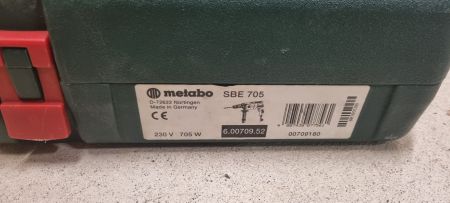 metabo SBE 705
D-72622 Nürtingen
Made in Germany
CE
230 V 705 W
6.00709.52
00709160